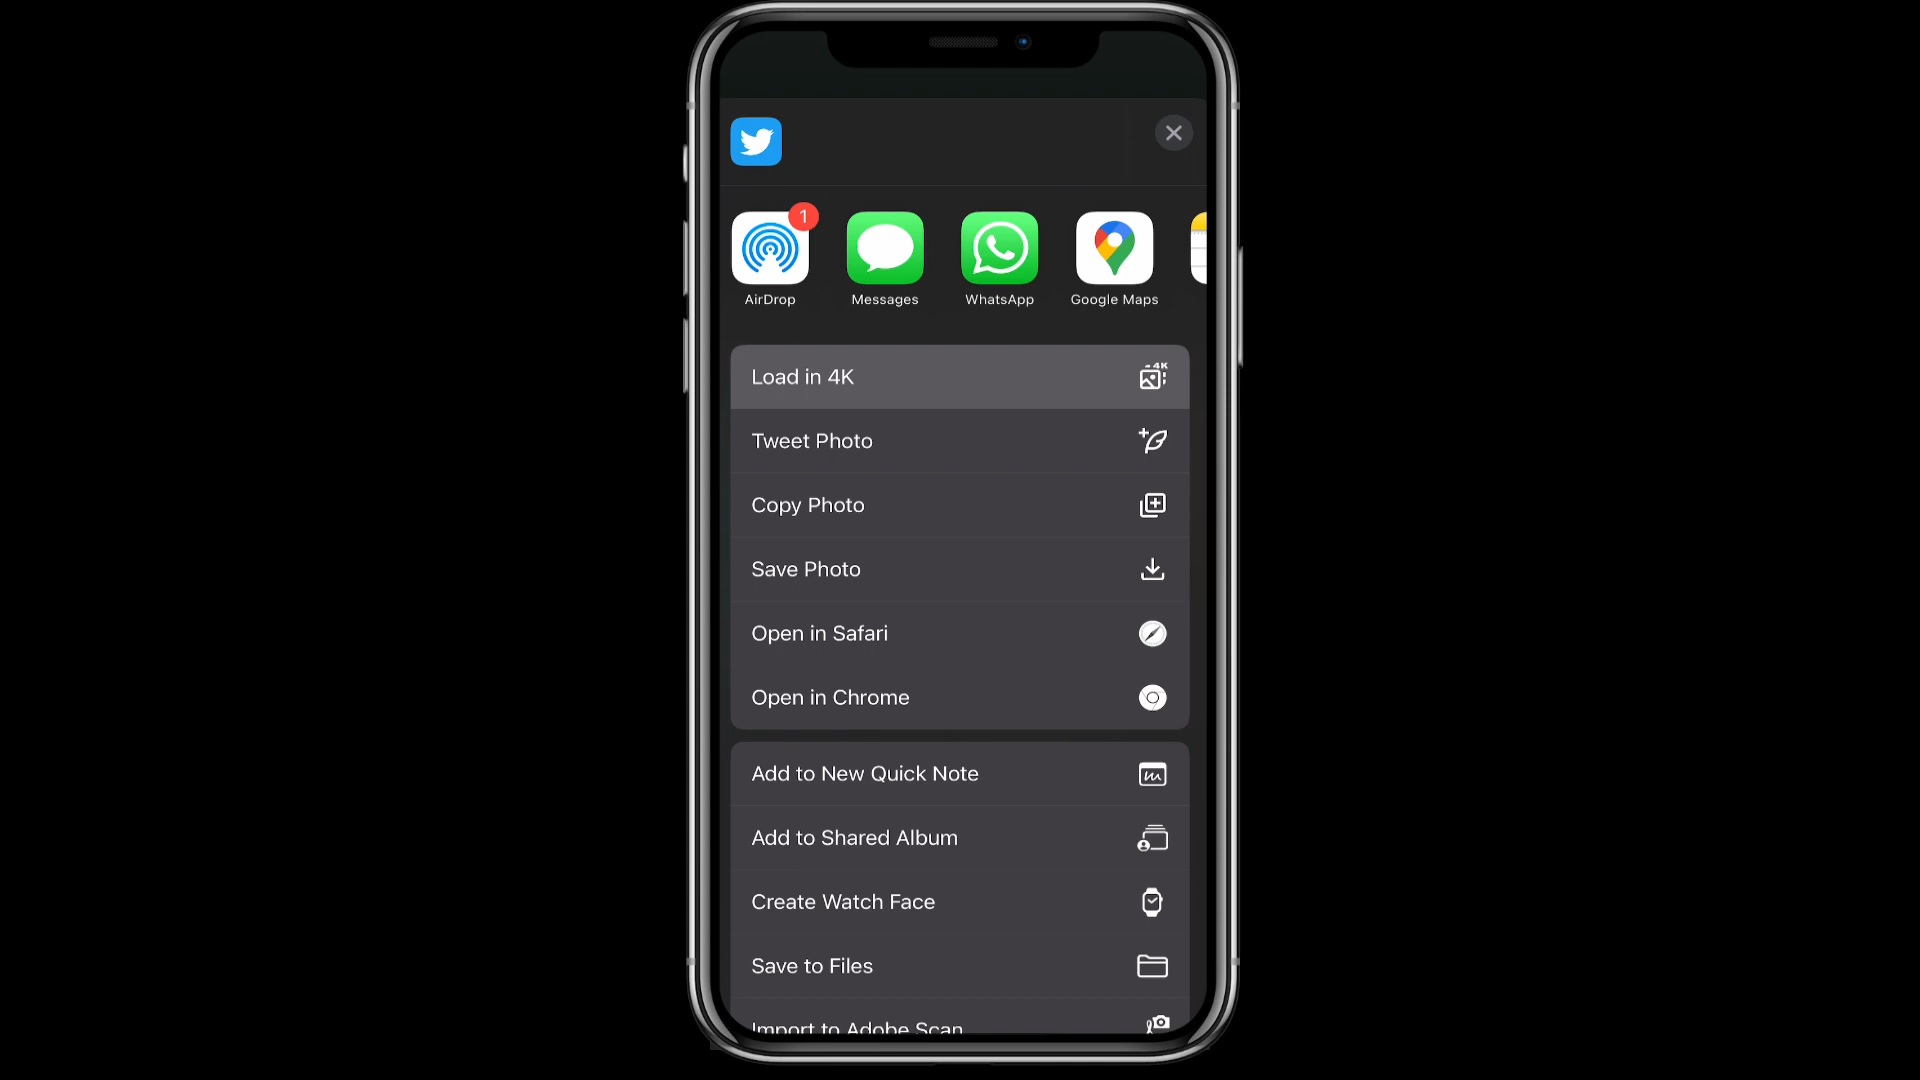 1
AirDrop
Messages
WhatsApp
Google Maps
Load in 4K
4K
Tweet Photo
Copy Photo
Save Photo
Open in Safari
Open in Chrome
Add to New Quick Note
Add to Shared Album
Create Watch Face
Save to Files
Import to Adobe Scan